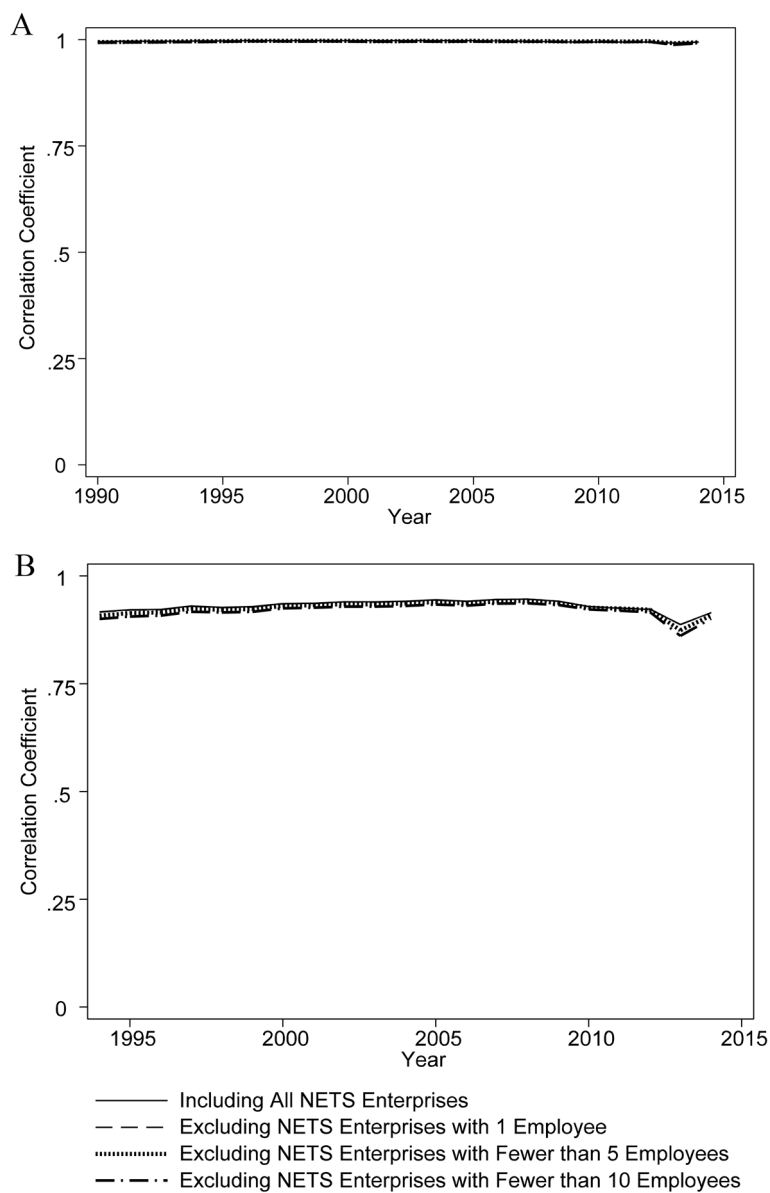 A
1
.75
.5
.25
0
Correlation Coefficient
1990 1995 2000 2005 2010 2015
Year
B
1
.75
.5
.25
0
Correlation Coefficient
1995 2000 2005 2010 2015
Year
Including All NETS Enterprises
Excluding NETS Enterprises with 1 Employee
Excluding NETS Enterprises with Fewer than 5 Employees
Excluding NETS Enterprises with Fewer than 10 Employees